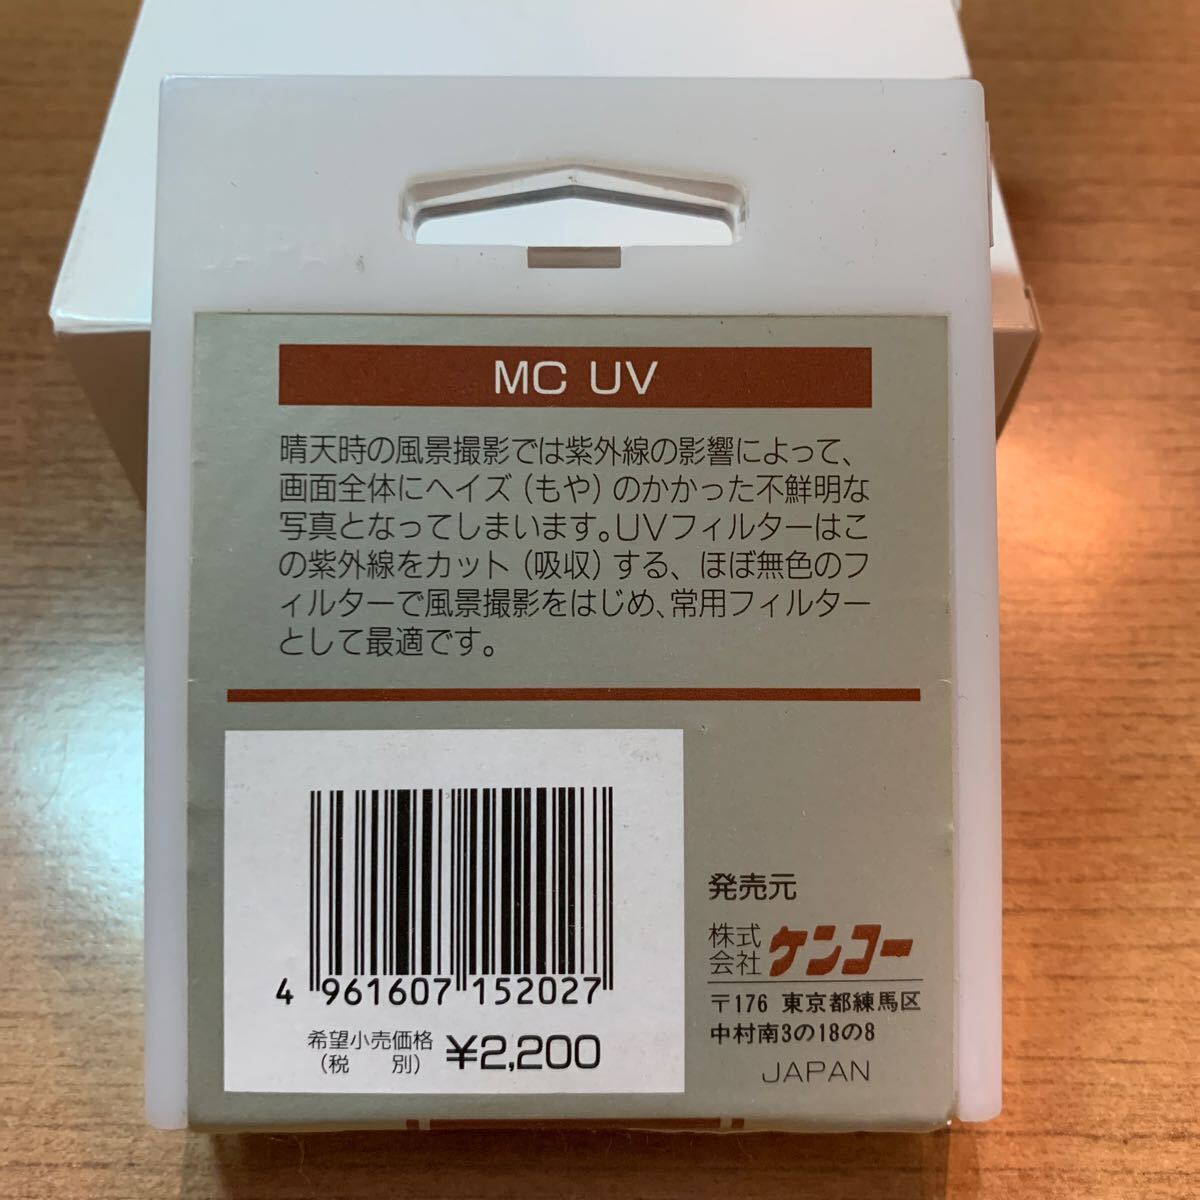 JAPAN
MC UV
晴天時の風景撮影では紫外線の影響によって、
画面全体にヘイズ(もや)のかかった不鮮明な
写真となってしまいます。UVフィルターはこ
の紫外線をカット(吸収)する、ほぼ無色のフ
ィルターで風景撮影をはじめ、常用フィルター
として最適です。
4 961607 152027
希望小売価格
(税 別) ¥2,200
発売元
株式
会社 ケンコー
〒176 東京都練馬区
中村南3の18の8
JAPAN